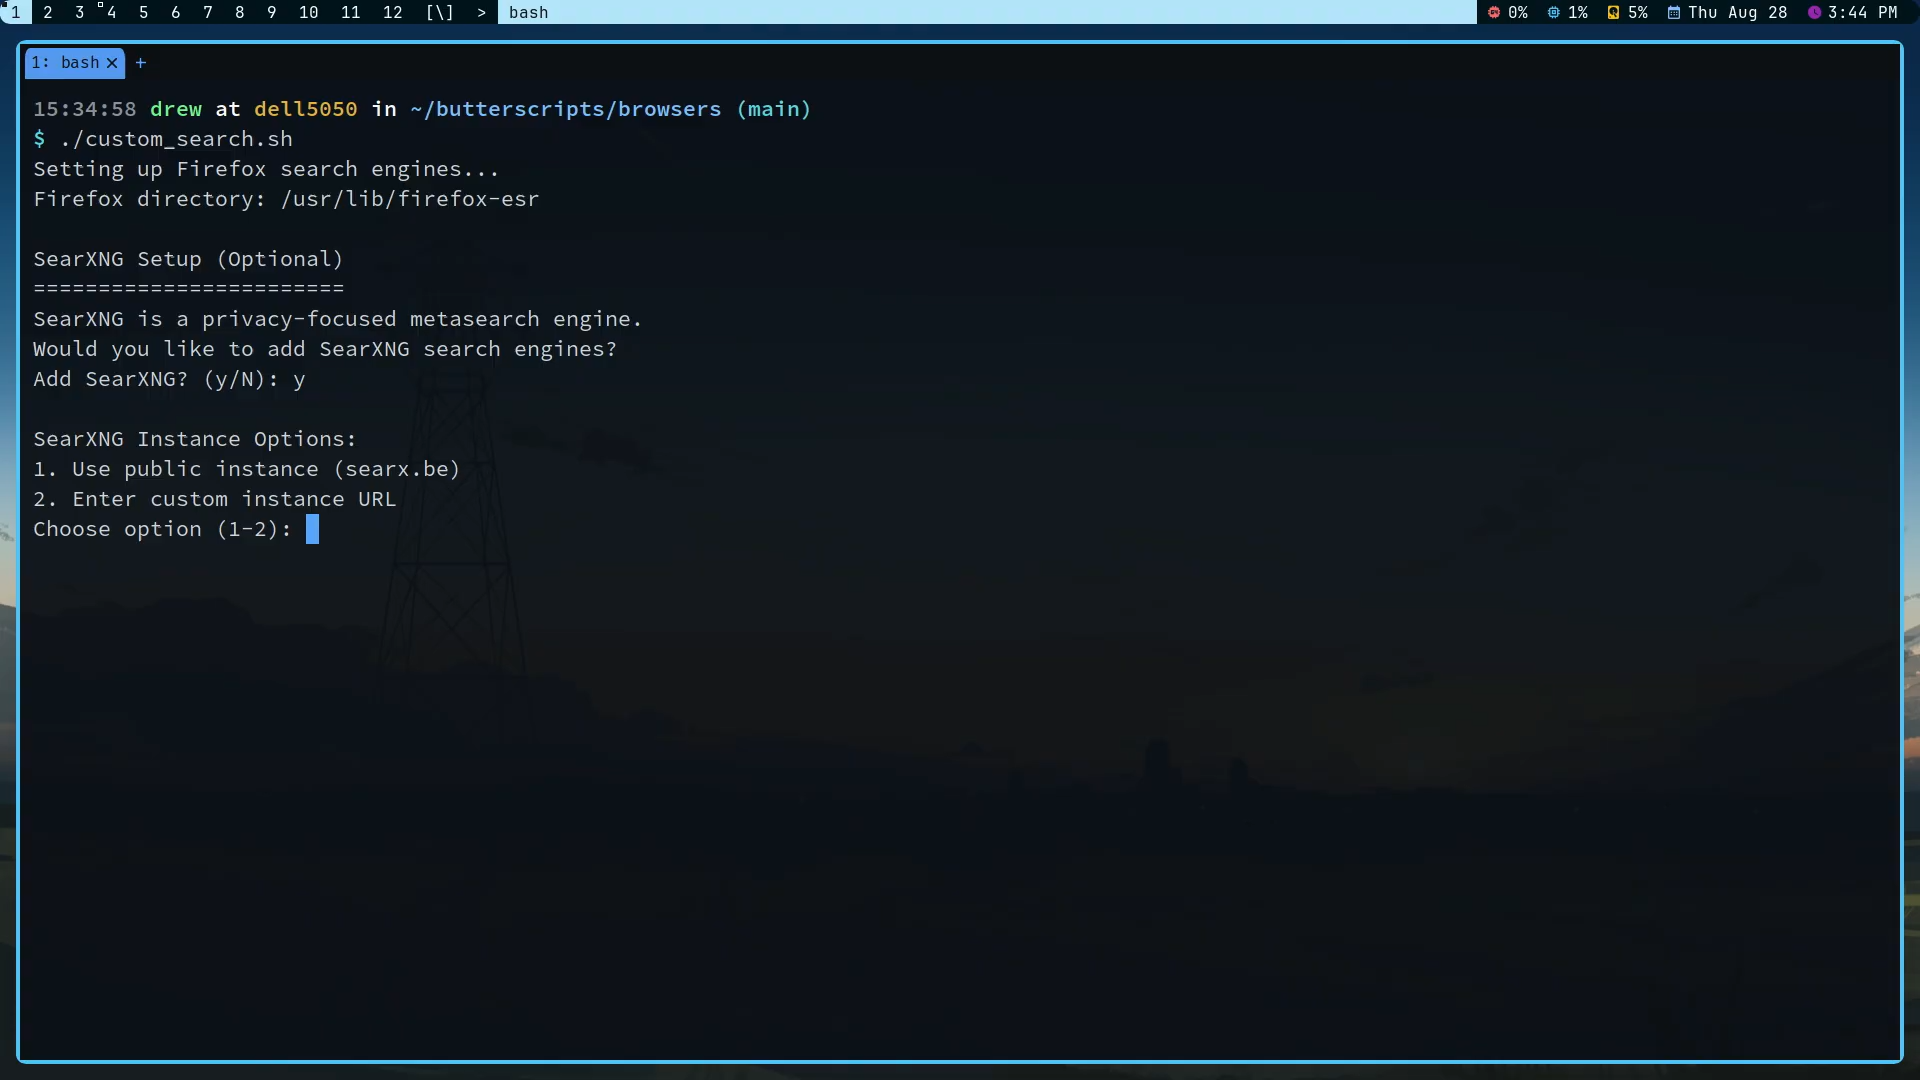 1 2 3 4 5 6 7 8 9 10 11 12 [\] > bash 0% 1% 5% Thu Aug 28 3:44 PM
1: bash ✕ +
15:34:58 drew at dell5050 in ~/butterscripts/browsers (main)
$ ./custom_search.sh
Setting up Firefox search engines...
Firefox directory: /usr/lib/firefox-esr
SearXNG Setup (Optional)
========================
SearXNG is a privacy-focused metasearch engine.
Would you like to add SearXNG search engines?
Add SearXNG? (y/N): y
SearXNG Instance Options:
1. Use public instance (searx.be)
2. Enter custom instance URL
Choose option (1-2):